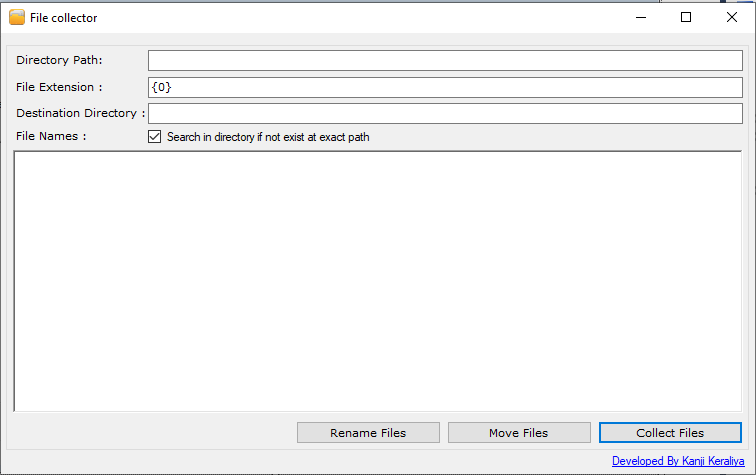 File collector
Directory Path:
File Extension : {0}
Destination Directory :
File Names : Search in directory if not exist at exact path
Rename Files Move Files Collect Files
Developed By Kanji Keraliya